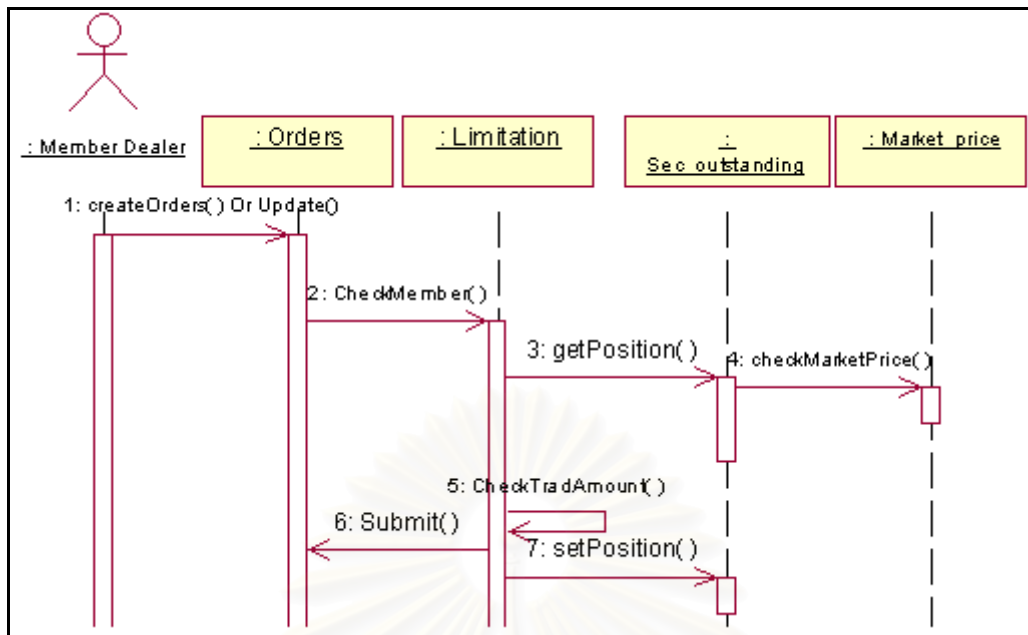 : Member Dealer
: Orders
: Limitation
:
Sec outstanding
: Market price
1: createOrders( ) Or Update()
2: CheckMember( )
3: getPosition( )
4: checkMarketPrice( )
5: CheckTradAmount( )
6: Submit( )
7: setPosition( )